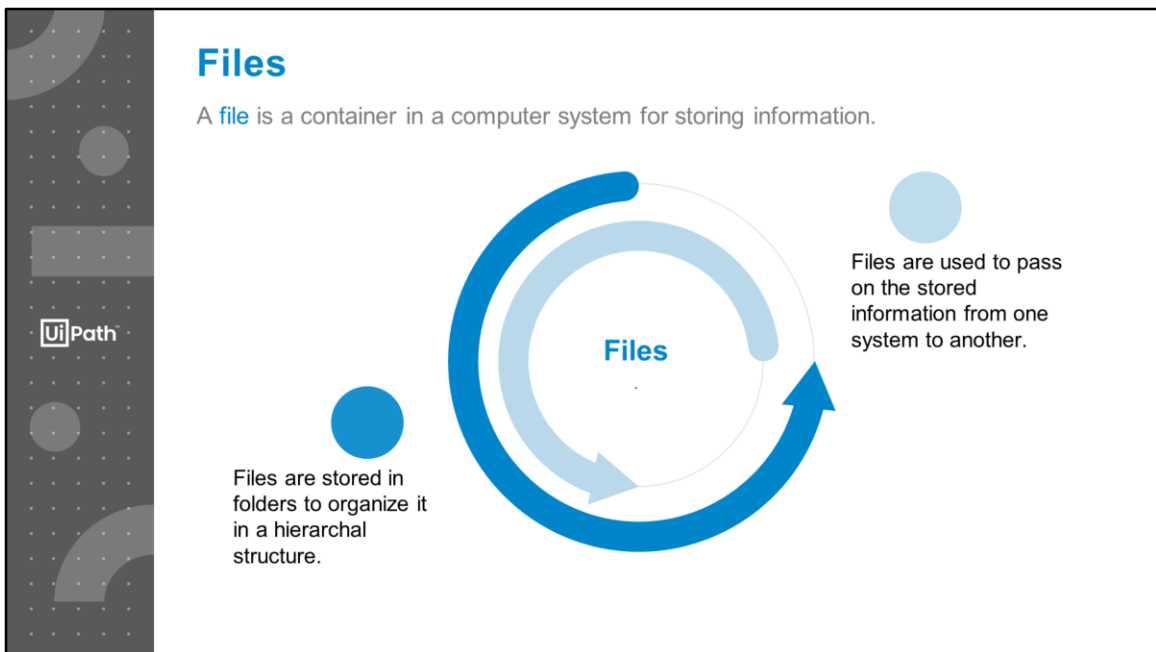 Files
A file is a container in a computer system for storing information.
UiPath
Files
.
Files are used to pass
on the stored
information from one
system to another.
Files are stored in
folders to organize it
in a hierarchal
structure.